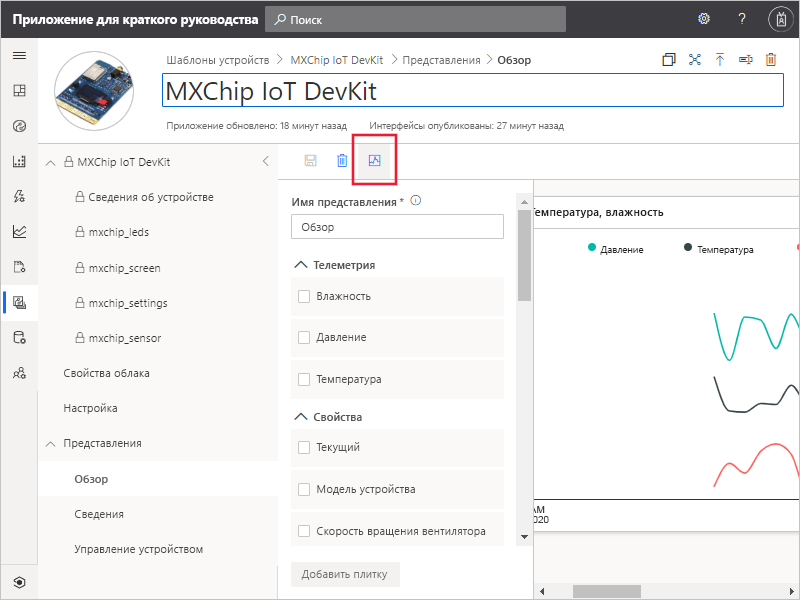 Приложение для краткого руководства
Поиск
?
Шаблоны устройств > MXChip IoT DevKit > Представления > Обзор
MXChip IoT DevKit
Приложение обновлено: 18 минут назад Интерфейсы опубликованы: 27 минут назад
MXChip IoT DevKit
Сведения об устройстве
mxchip_leds
mxchip_screen
mxchip_settings
mxchip_sensor
Свойства облака
Настройка
Представления
Обзор
Сведения
Управление устройством
Имя представления *
Обзор
Телеметрия
Влажность
Давление
Температура
Свойства
Текущий
Модель устройства
Скорость вращения вентилятора
Добавить плитку
Температура, влажность
Давление
Температура
AM
2020